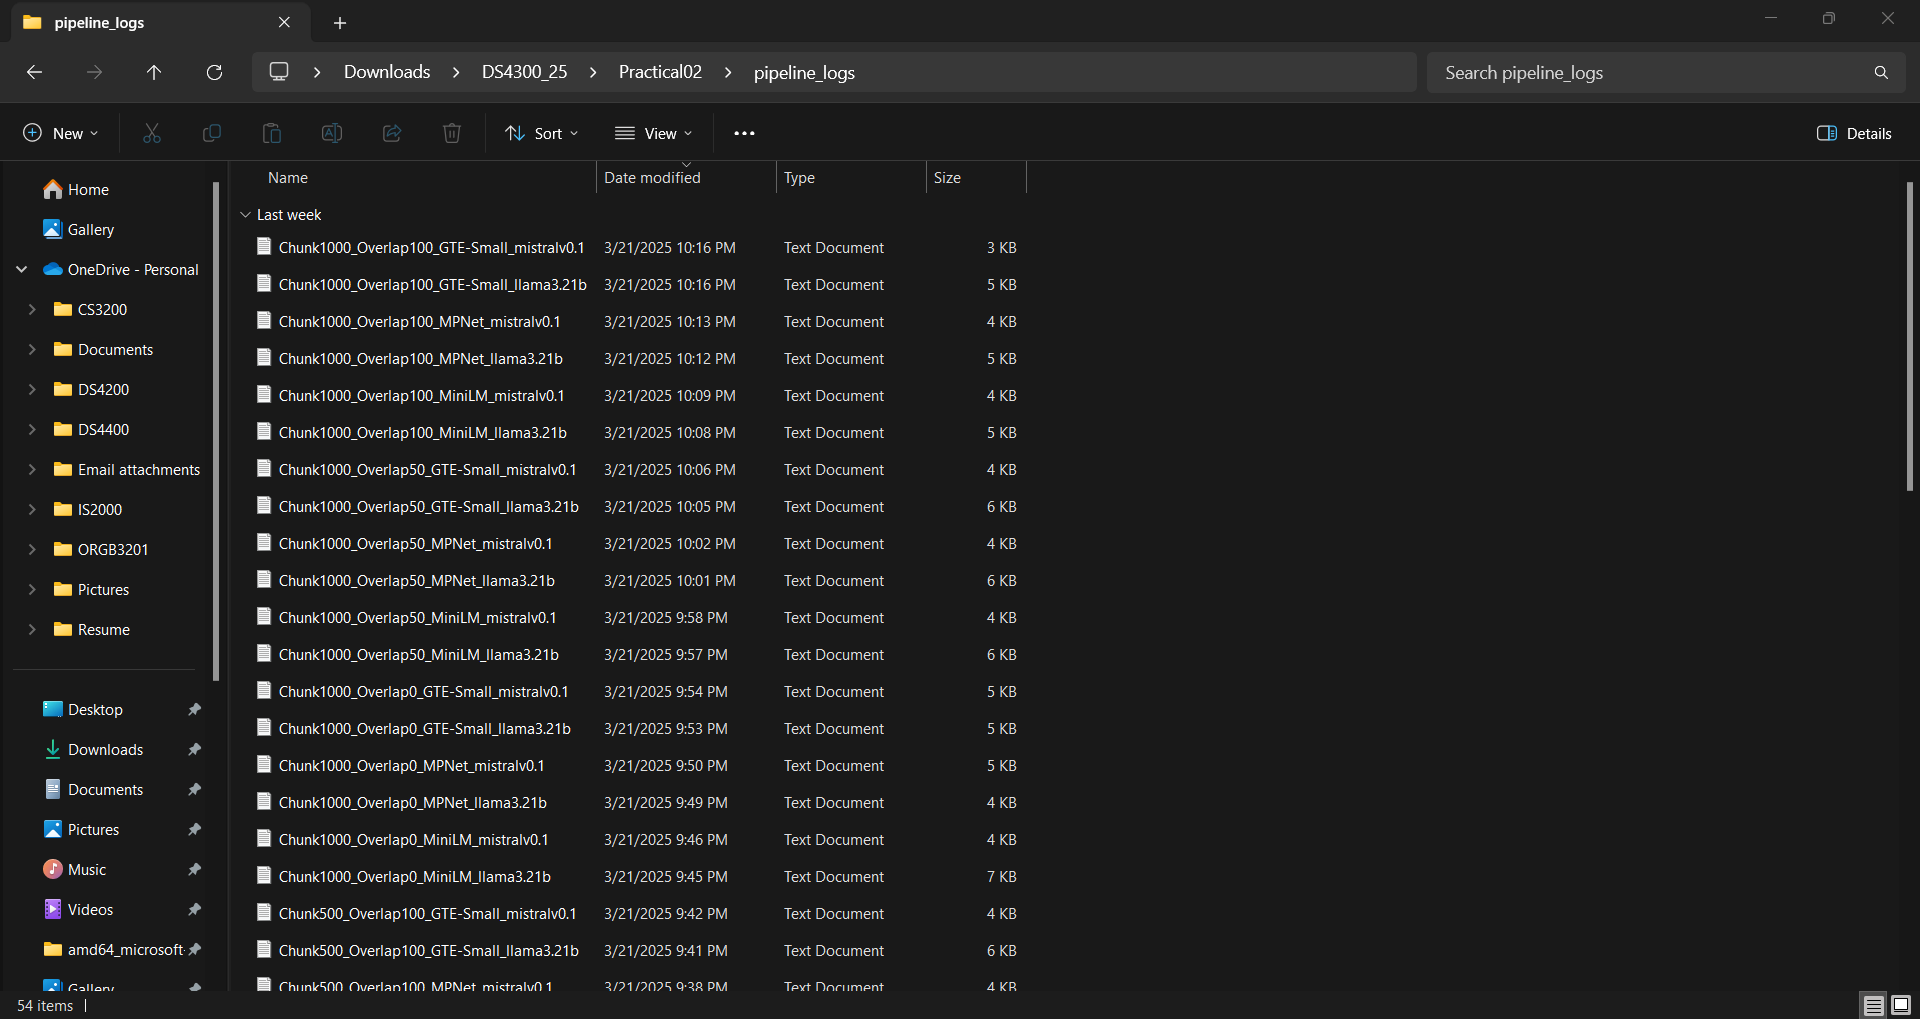 pipeline_logs
Downloads > DS4300_25 > Practical02 > pipeline_logs
Search pipeline_logs
New
Sort
View
Details
Home
Gallery
OneDrive - Personal
CS3200
Documents
DS4200
DS4400
Email attachments
IS2000
ORGB3201
Pictures
Resume
Desktop
Downloads
Documents
Pictures
Music
Videos
amd64_microsoft-
Gallery
Name Date modified Type Size
Last week
Chunk1000_Overlap100_GTE-Small_mistralv0.1 3/21/2025 10:16 PM Text Document 3 KB
Chunk1000_Overlap100_GTE-Small_llama3.21b 3/21/2025 10:16 PM Text Document 5 KB
Chunk1000_Overlap100_MPNet_mistralv0.1 3/21/2025 10:13 PM Text Document 4 KB
Chunk1000_Overlap100_MPNet_llama3.21b 3/21/2025 10:12 PM Text Document 5 KB
Chunk1000_Overlap100_MiniLM_mistralv0.1 3/21/2025 10:09 PM Text Document 4 KB
Chunk1000_Overlap100_MiniLM_llama3.21b 3/21/2025 10:08 PM Text Document 5 KB
Chunk1000_Overlap50_GTE-Small_mistralv0.1 3/21/2025 10:06 PM Text Document 4 KB
Chunk1000_Overlap50_GTE-Small_llama3.21b 3/21/2025 10:05 PM Text Document 6 KB
Chunk1000_Overlap50_MPNet_mistralv0.1 3/21/2025 10:02 PM Text Document 4 KB
Chunk1000_Overlap50_MPNet_llama3.21b 3/21/2025 10:01 PM Text Document 6 KB
Chunk1000_Overlap50_MiniLM_mistralv0.1 3/21/2025 9:58 PM Text Document 4 KB
Chunk1000_Overlap50_MiniLM_llama3.21b 3/21/2025 9:57 PM Text Document 6 KB
Chunk1000_Overlap0_GTE-Small_mistralv0.1 3/21/2025 9:54 PM Text Document 5 KB
Chunk1000_Overlap0_GTE-Small_llama3.21b 3/21/2025 9:53 PM Text Document 5 KB
Chunk1000_Overlap0_MPNet_mistralv0.1 3/21/2025 9:50 PM Text Document 5 KB
Chunk1000_Overlap0_MPNet_llama3.21b 3/21/2025 9:49 PM Text Document 4 KB
Chunk1000_Overlap0_MiniLM_mistralv0.1 3/21/2025 9:46 PM Text Document 4 KB
Chunk1000_Overlap0_MiniLM_llama3.21b 3/21/2025 9:45 PM Text Document 7 KB
Chunk500_Overlap100_GTE-Small_mistralv0.1 3/21/2025 9:42 PM Text Document 4 KB
Chunk500_Overlap100_GTE-Small_llama3.21b 3/21/2025 9:41 PM Text Document 6 KB
Chunk500_Overlap100_MPNet_mistralv0.1 3/21/2025 9:38 PM Text Document 4 KB
54 items